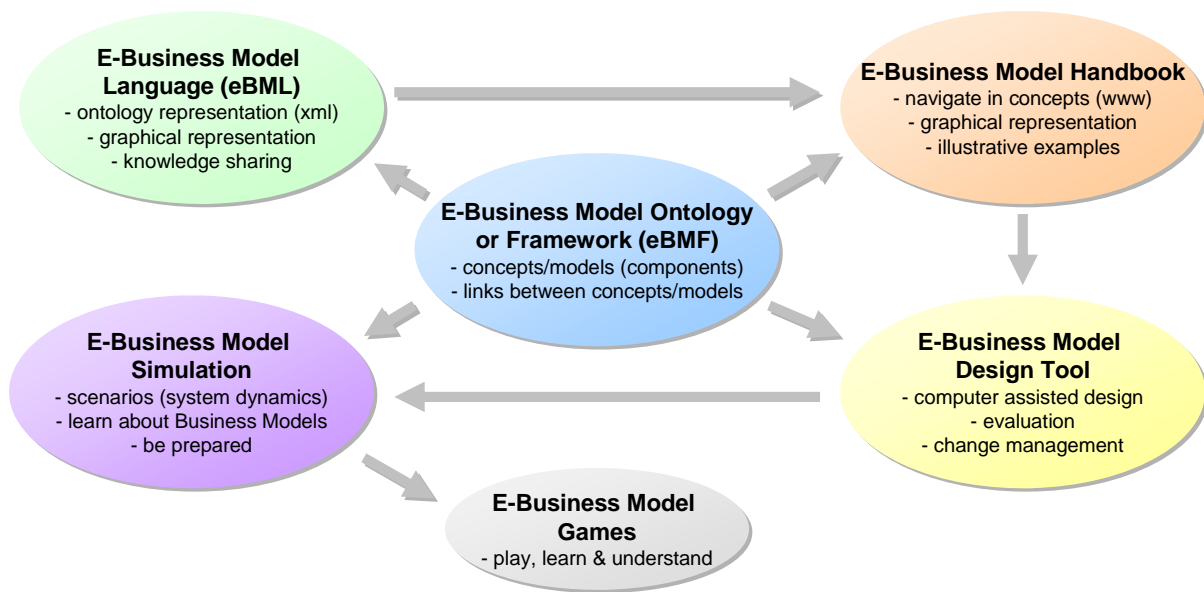 E-Business Model
Language (eBML)
- ontology representation (xml)
- graphical representation
- knowledge sharing
E-Business Model Handbook
- navigate in concepts (www)
- graphical representation
- illustrative examples
E-Business Model Ontology
or Framework (eBMF)
- concepts/models (components)
- links between concepts/models
E-Business Model
Simulation
- scenarios (system dynamics)
- learn about Business Models
- be prepared
E-Business Model
Design Tool
- computer assisted design
- evaluation
- change management
E-Business Model
Games
- play, learn & understand